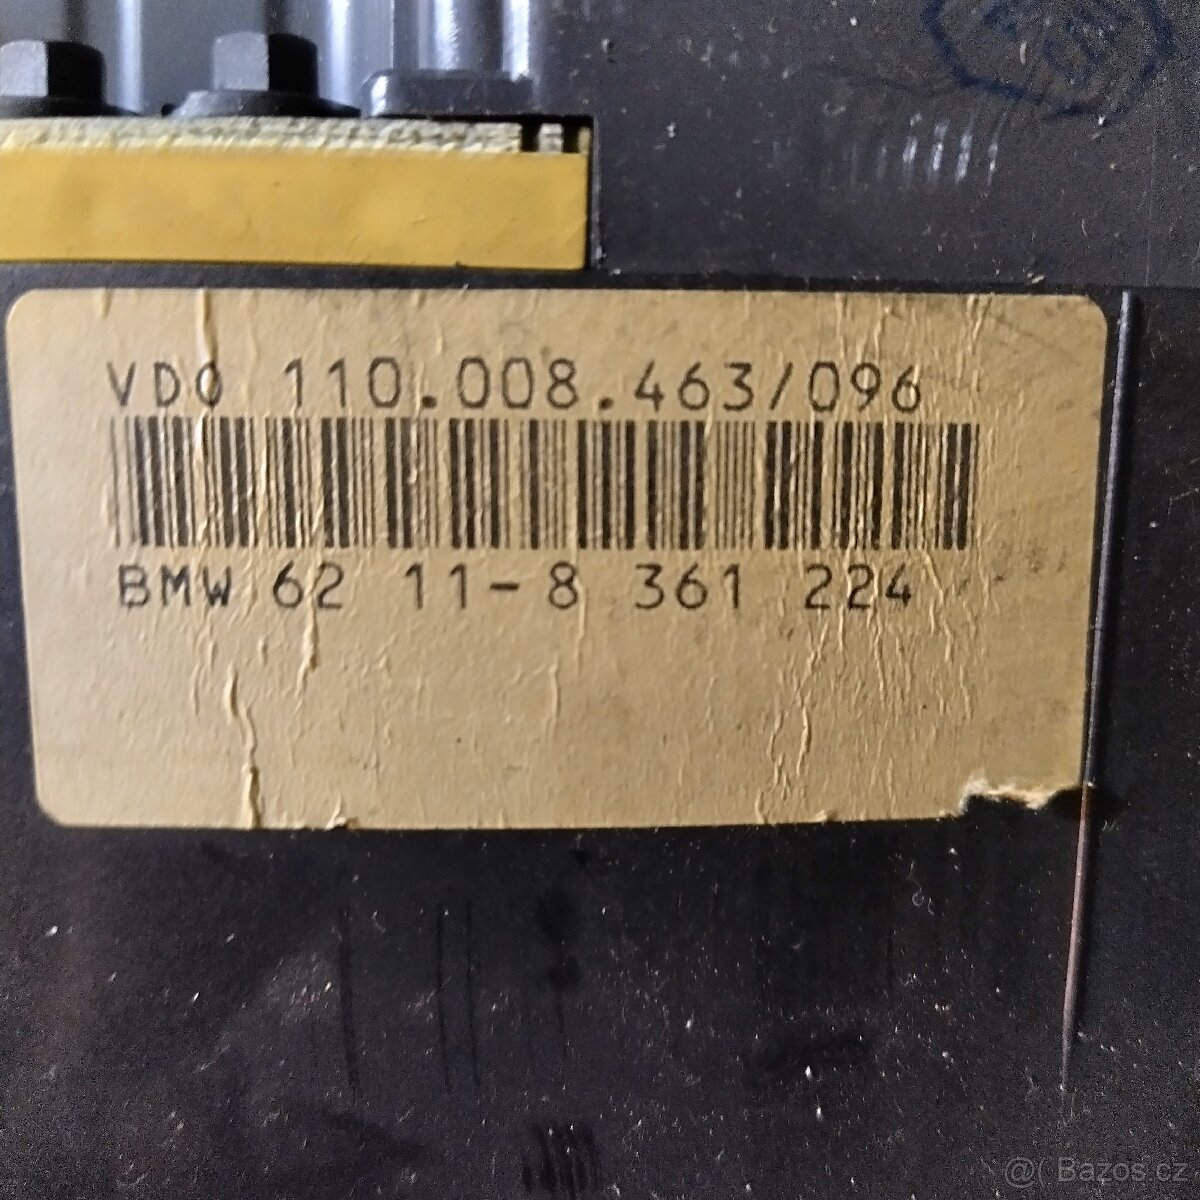 VDO 110.008.463/096
BMW 62 11-8 361 224
@( Bazos.cz